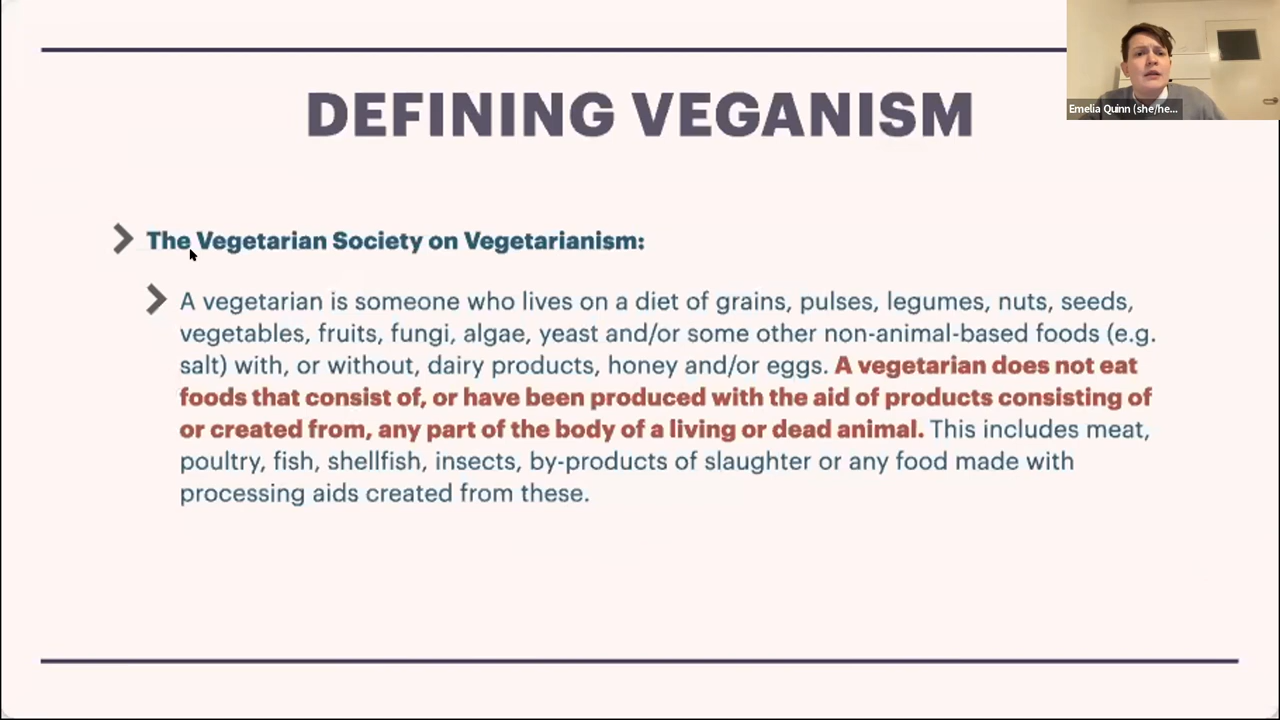 DEFINING VEGANISM
Emelia Quinn (she/he...
The Vegetarian Society on Vegetarianism:
A vegetarian is someone who lives on a diet of grains, pulses, legumes, nuts, seeds,
vegetables, fruits, fungi, algae, yeast and/or some other non-animal-based foods (e.g.
salt) with, or without, dairy products, honey and/or eggs. A vegetarian does not eat
foods that consist of, or have been produced with the aid of products consisting of
or created from, any part of the body of a living or dead animal. This includes meat,
poultry, fish, shellfish, insects, by-products of slaughter or any food made with
processing aids created from these.